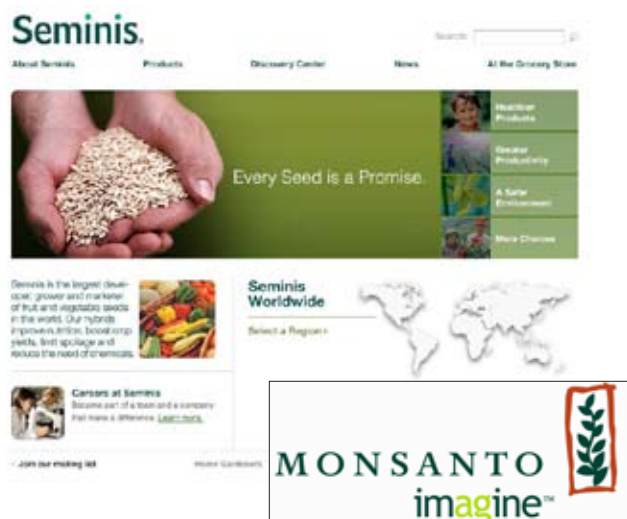 Seminis.
Search:
About Seminis Products Discovery Center News At the Grocery Store
Every Seed is a Promise.
Healthier
Products
Greater
Productivity
A Safer
Environment
More Choices
Seminis is the largest devel-
oper, grower and marketer
of fruit and vegetable seeds
in the world. Our hybrids
improve nutrition, boost crop
yields, limit spoilage and
reduce the need of chemicals.
Seminis
Worldwide
Select a Region
Careers at Seminis
Become part of a team and a company
that make a difference. Learn more.
Join our mailing list Home Gardeners
MONSANTO
imagine™